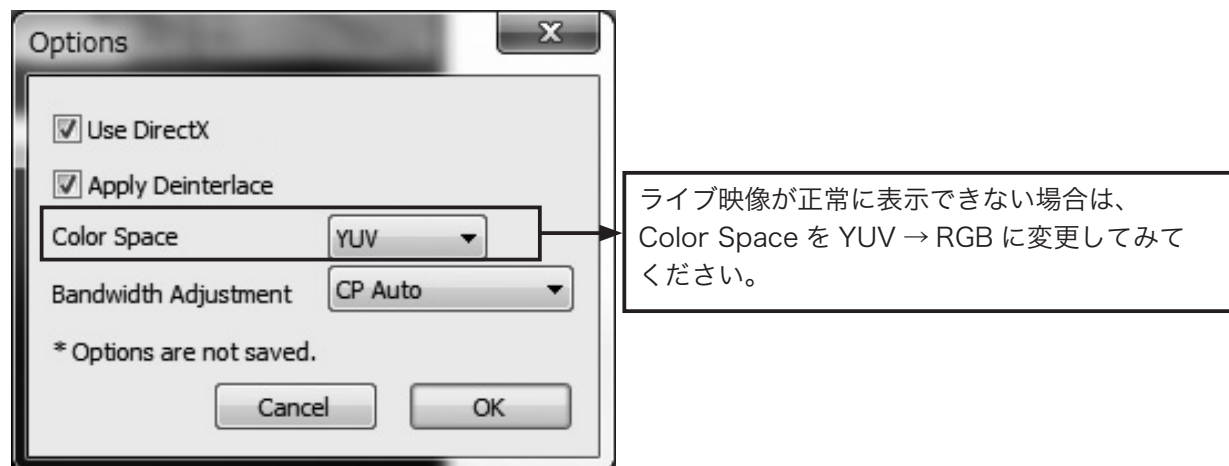 Options
Use DirectX
Apply Deinterlace
Color Space YUV
Bandwidth Adjustment CP Auto
* Options are not saved.
Cancel OK
ライブ映像が正常に表示できない場合は、
Color Space を YUV → RGB に変更してみて
ください。